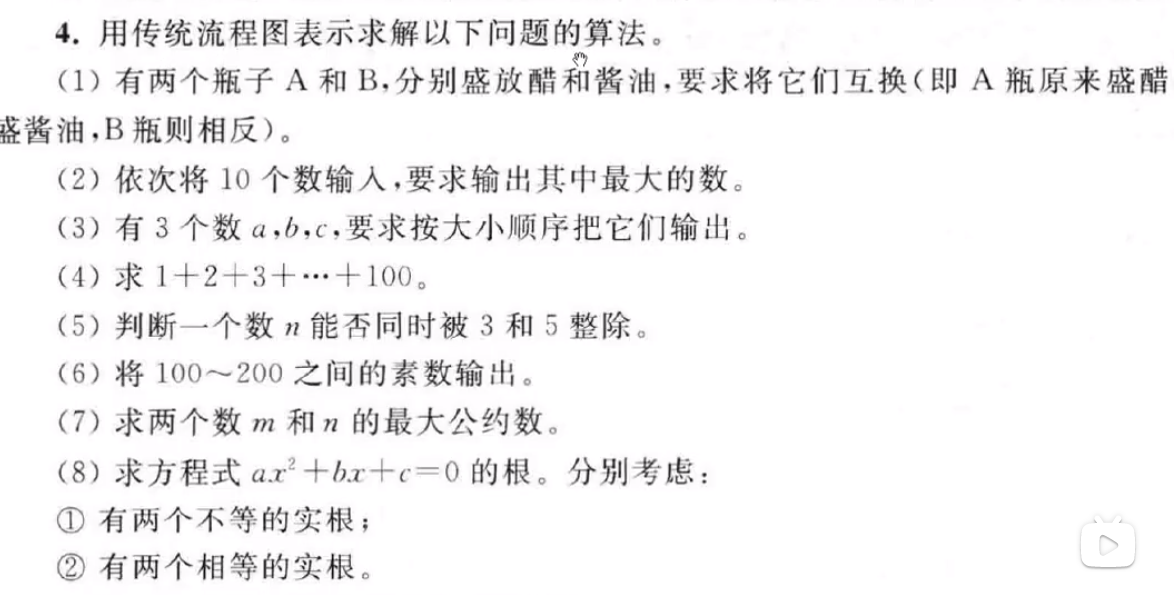 4. 用传统流程图表示求解以下问题的算法。
(1) 有两个瓶子 A 和 B,分别盛放醋和酱油,要求将它们互换(即 A 瓶原来盛醋
盛酱油,B 瓶则相反)。
(2) 依次将 10 个数输入,要求输出其中最大的数。
(3) 有 3 个数 a,b,c,要求按大小顺序把它们输出。
(4) 求 1+2+3+…+100。
(5) 判断一个数 n 能否同时被 3 和 5 整除。
(6) 将 100～200 之间的素数输出。
(7) 求两个数 m 和 n 的最大公约数。
(8) 求方程式 ax²+bx+c=0 的根。分别考虑：
① 有两个不等的实根；
② 有两个相等的实根。